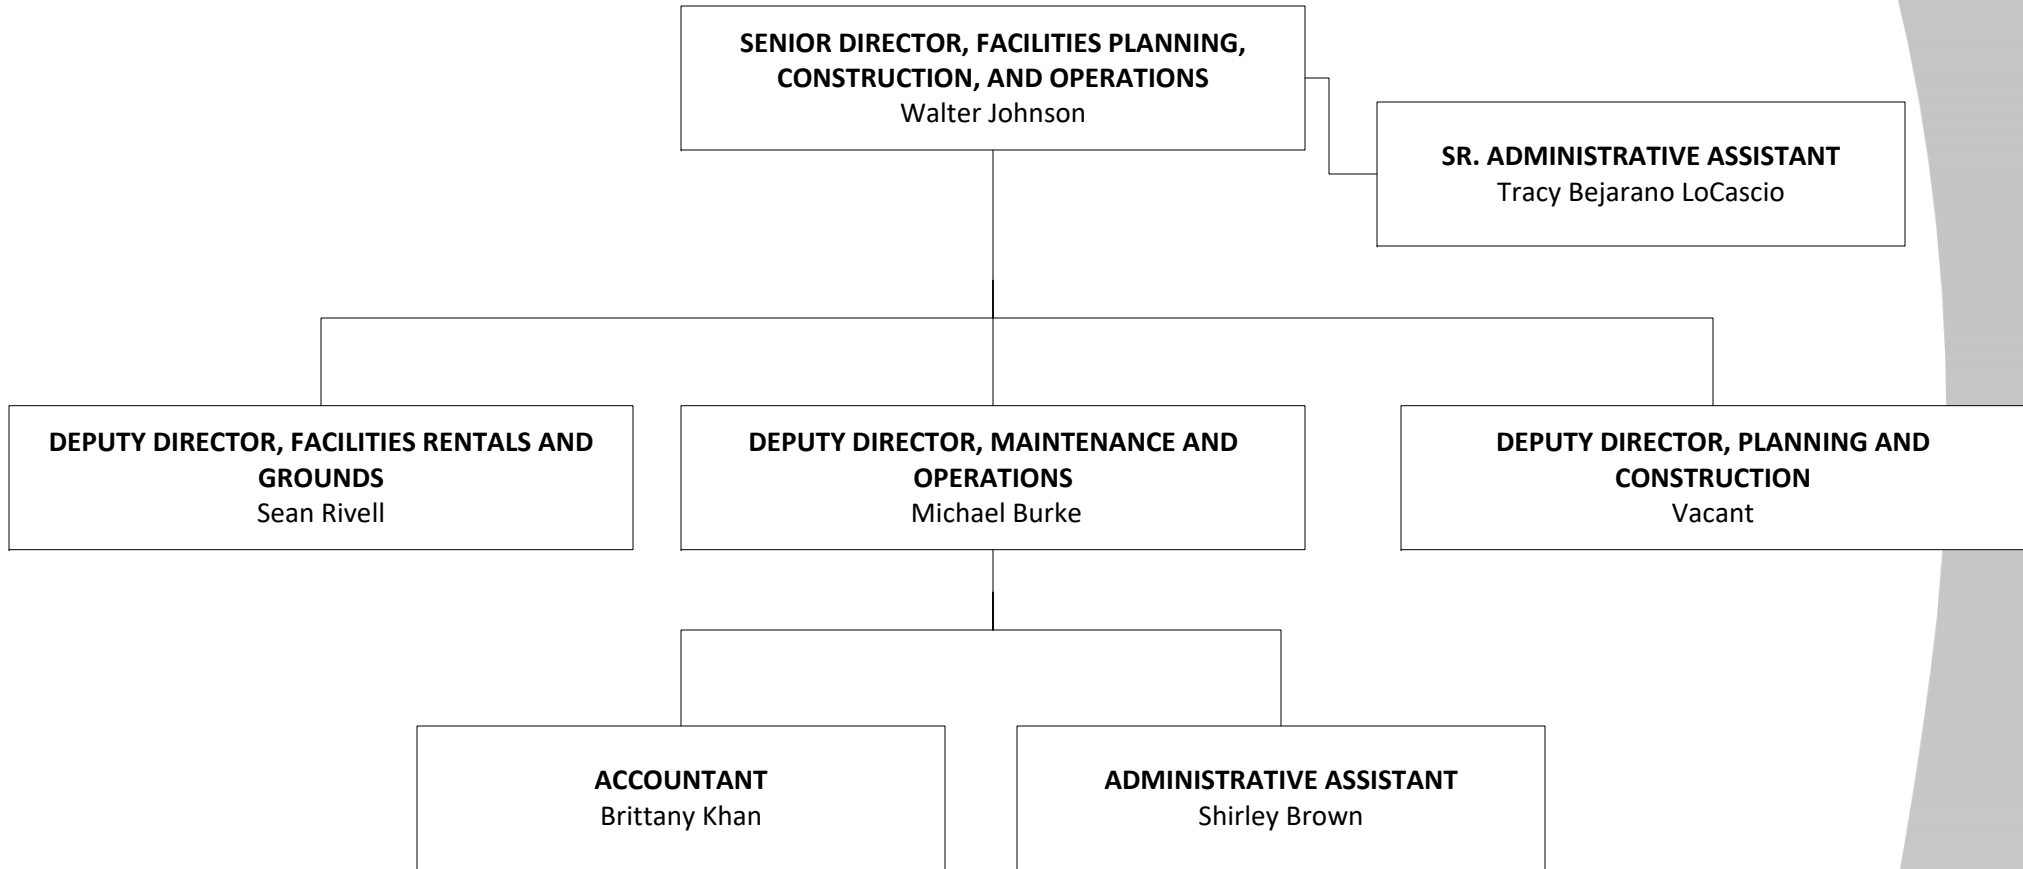 SENIOR DIRECTOR, FACILITIES PLANNING,
CONSTRUCTION, AND OPERATIONS
Walter Johnson
SR. ADMINISTRATIVE ASSISTANT
Tracy Bejarano LoCascio
DEPUTY DIRECTOR, FACILITIES RENTALS AND
GROUNDS
Sean Rivell
DEPUTY DIRECTOR, MAINTENANCE AND
OPERATIONS
Michael Burke
DEPUTY DIRECTOR, PLANNING AND
CONSTRUCTION
Vacant
ACCOUNTANT
Brittany Khan
ADMINISTRATIVE ASSISTANT
Shirley Brown